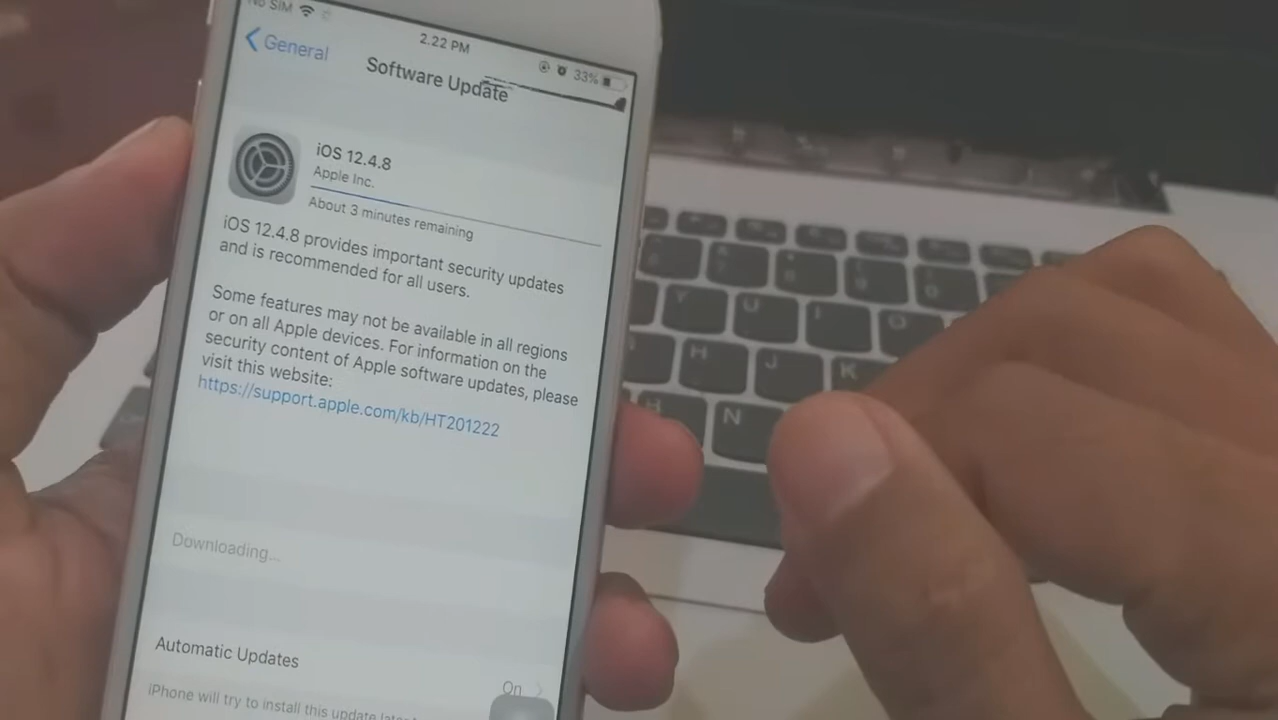 No SIM
2.22 PM
33%
General
Software Update
iOS 12.4.8
Apple Inc.
About 3 minutes remaining
iOS 12.4.8 provides important security updates
and is recommended for all users.
Some features may not be available in all regions
or on all Apple devices. For information on the
security content of Apple software updates, please
visit this website:
https://support.apple.com/kb/HT201222
Downloading...
Automatic Updates
On
iPhone will try to install this update later
Y U I O
H J K
B N